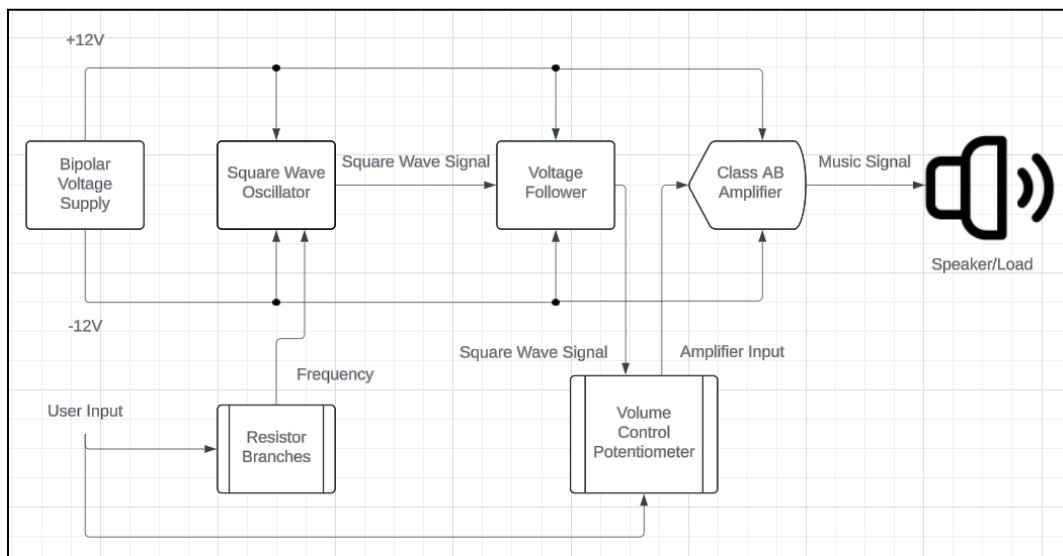 +12V
Bipolar
Voltage
Supply
Square Wave
Oscillator
Square Wave Signal
Voltage
Follower
Class AB
Amplifier
Music Signal
Speaker/Load
-12V
Square Wave Signal
Amplifier Input
Frequency
User Input
Resistor
Branches
Volume
Control
Potentiometer